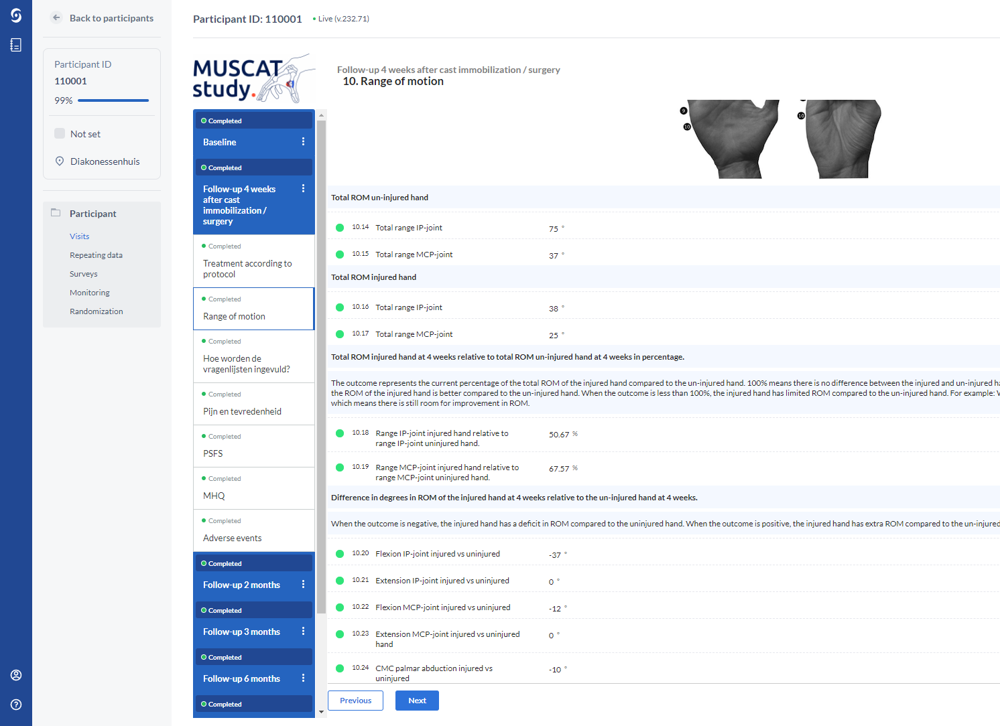 Back to participants
Participant ID
110001
99%
Not set
Diakonessenhuis
Participant
Visits
Repeating data
Surveys
Monitoring
Randomization
Participant ID: 110001
Live (v.232.71)
MUSCAT
study.
Completed
Baseline
Completed
Follow-up 4 weeks
after cast
immobilization /
surgery
Completed
Treatment according to
protocol
Completed
Range of motion
Completed
Hoe worden de
vragenlijsten ingevuld?
Completed
Pijn en tevredenheid
Completed
PSFS
Completed
MHQ
Completed
Adverse events
Completed
Follow-up 2 months
Completed
Follow-up 3 months
Completed
Follow-up 6 months
Completed
Follow-up 4 weeks after cast immobilization / surgery
10. Range of motion
9
10
10
Total ROM un-injured hand
10.14 Total range IP-joint 75 °
10.15 Total range MCP-joint 37 °
Total ROM injured hand
10.16 Total range IP-joint 38 °
10.17 Total range MCP-joint 25 °
Total ROM injured hand at 4 weeks relative to total ROM un-injured hand at 4 weeks in percentage.
The outcome represents the current percentage of the total ROM of the injured hand compared to the un-injured hand. 100% means there is no difference between the injured and un-injured
the ROM of the injured hand is better compared to the un-injured hand. When the outcome is less than 100%, the injured hand has limited ROM compared to the un-injured hand. For example:
which means there is still room for improvement in ROM.
10.18 Range IP-joint injured hand relative to 50.67 %
range IP-joint uninjured hand.
10.19 Range MCP-joint injured hand relative to 67.57 %
range MCP-joint uninjured hand.
Difference in degrees in ROM of the injured hand at 4 weeks relative to the un-injured hand at 4 weeks.
When the outcome is negative, the injured hand has a deficit in ROM compared to the uninjured hand. When the outcome is positive, the injured hand has extra ROM compared to the un-injured
10.20 Flexion IP-joint injured vs uninjured -37 °
10.21 Extension IP-joint injured vs uninjured 0 °
10.22 Flexion MCP-joint injured vs uninjured -12 °
10.23 Extension MCP-joint injured vs uninjured 0 °
hand
10.24 CMC palmar abduction injured vs -10 °
uninjured
Previous
Next